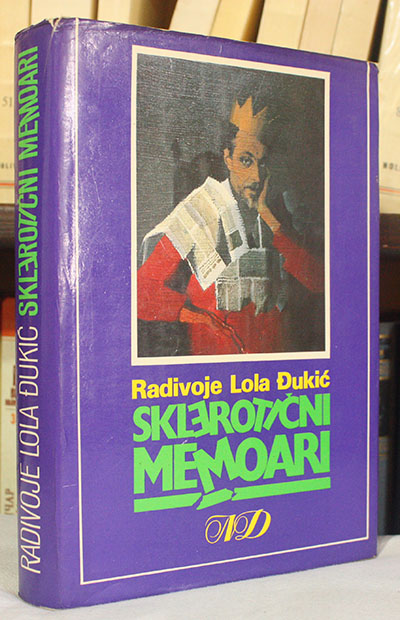 RADIVOJE LOLA ĐUKIĆ SKLEROTIČNI MEMOARI
Radivoje Lola Đukić
SKLEROTIČNI
MEMOARI
ND